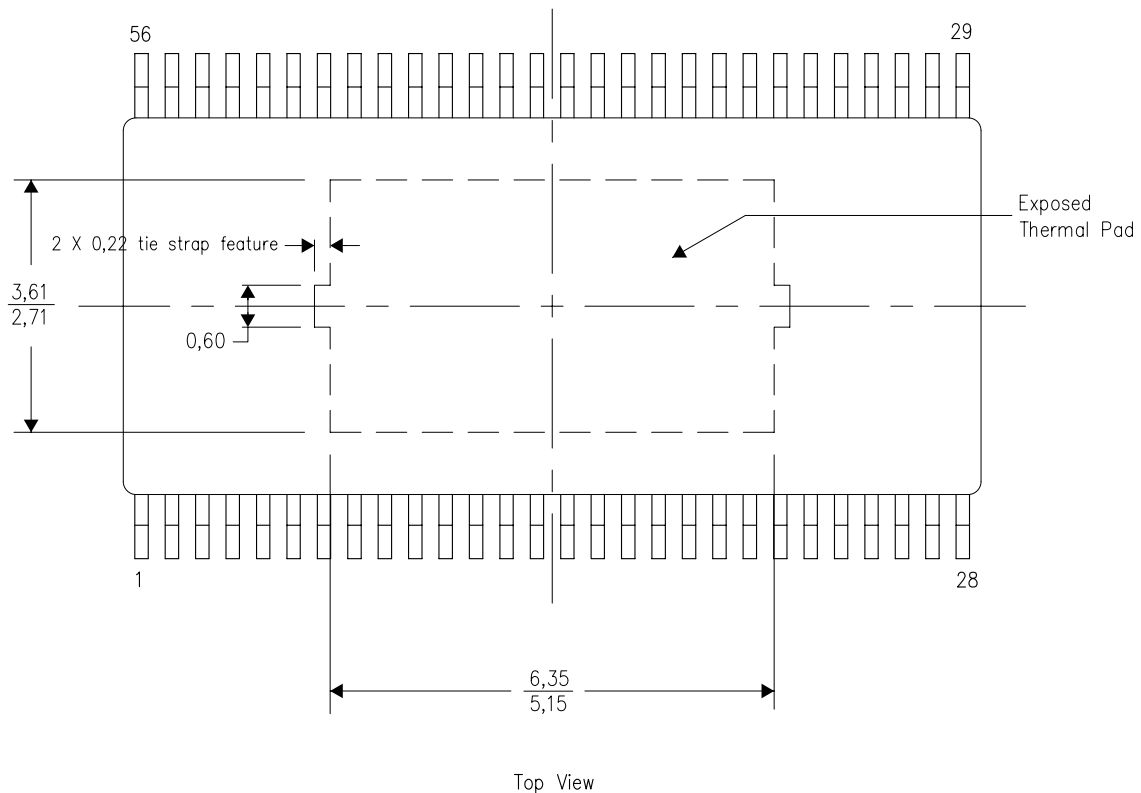 56
29
Exposed
Thermal Pad
2 X 0,22 tie strap feature
3,61
2,71
0,60
1
28
6,35
5,15
Top View